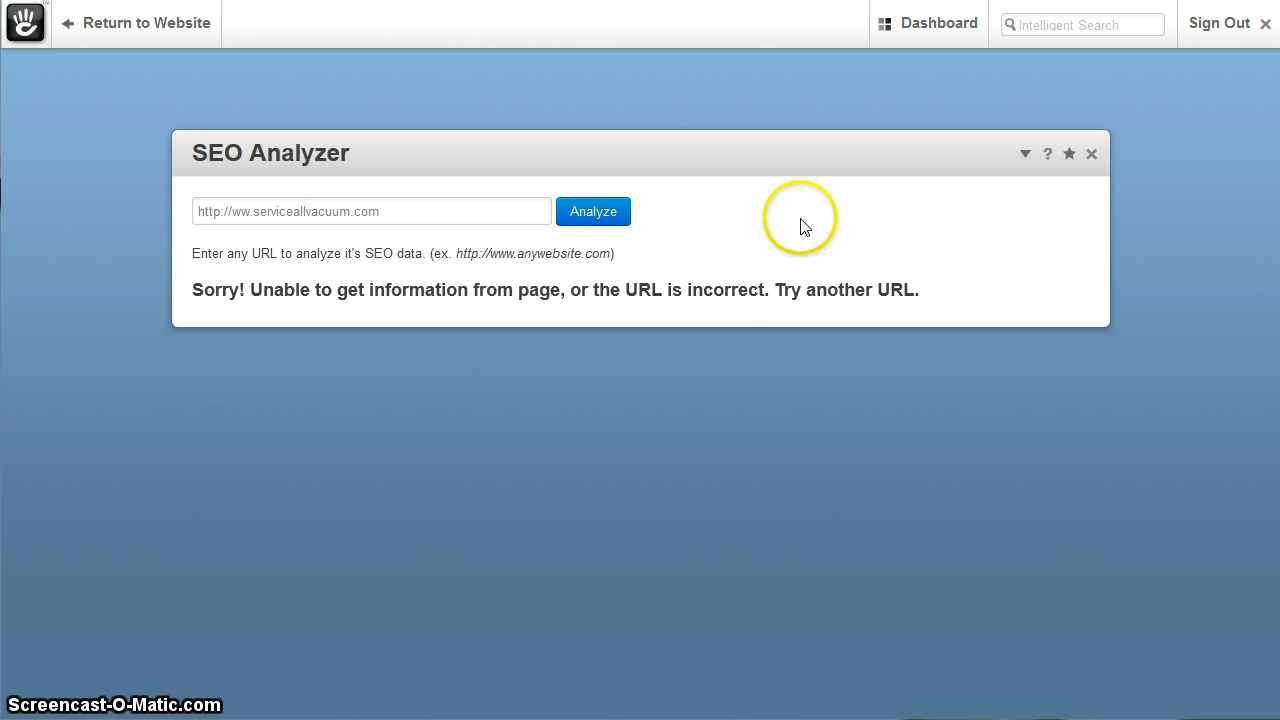 Return to Website
Dashboard
Intelligent Search
Sign Out
SEO Analyzer
?
http://ww.serviceallvacuum.com
Analyze
Enter any URL to analyze it's SEO data. (ex. http://www.anywebsite.com)
Sorry! Unable to get information from page, or the URL is incorrect. Try another URL.
Screencast-O-Matic.com